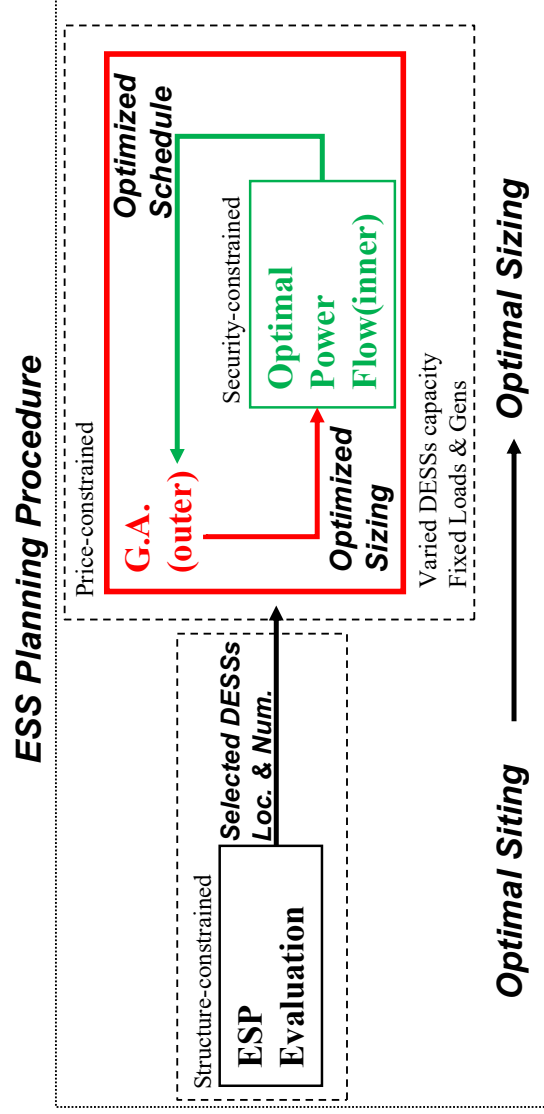 ESS Planning Procedure
Structure-constrained
ESP
Evaluation
Selected DESSs
Loc. & Num.
Price-constrained
G.A.
(outer)
Optimized
Schedule
Security-constrained
Optimal
Power
Flow(inner)
Optimized
Sizing
Varied DESSs capacity
Fixed Loads & Gens
Optimal Siting
Optimal Sizing